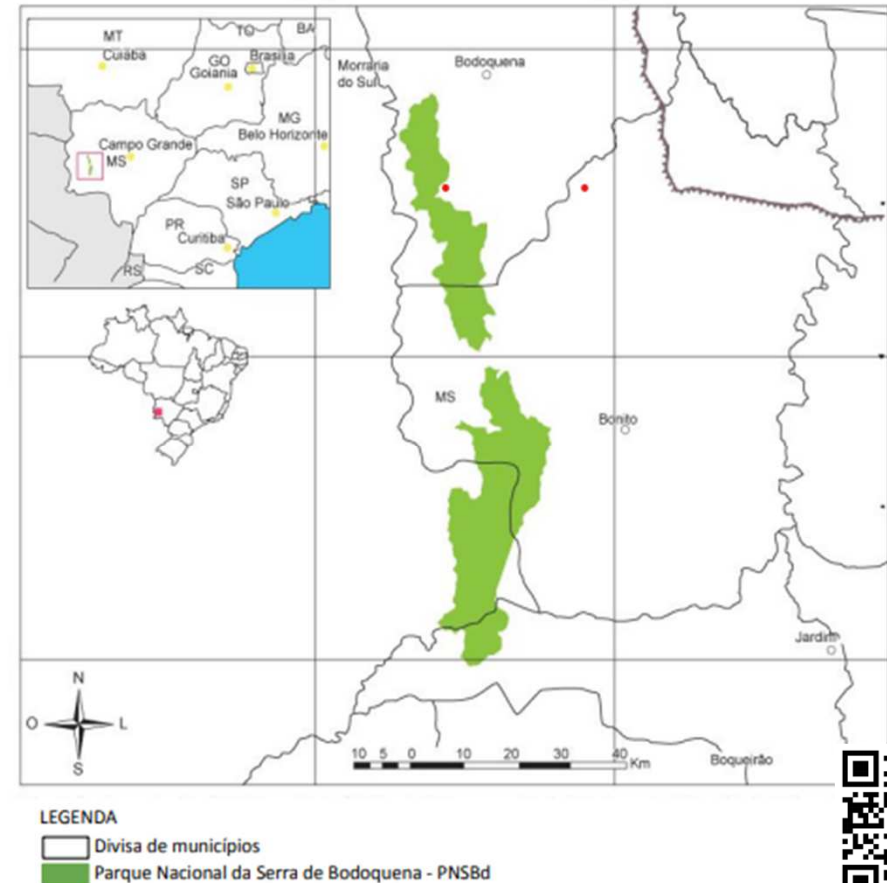 MT
TO
BA
Cuiabá
GO
Brasília
Goiania
MG
Belo Horizonte
Campo Grande
MS
SP
São Paulo
PR
Curitiba
RS
SC
Morraria
do Sul
Bodoquena
MS
Bonito
Jardim
Boqueirão
N
O
L
S
10 5 0 10 20 30 40
Km
LEGENDA
Divisa de municípios
Parque Nacional da Serra de Bodoquena - PNSBd